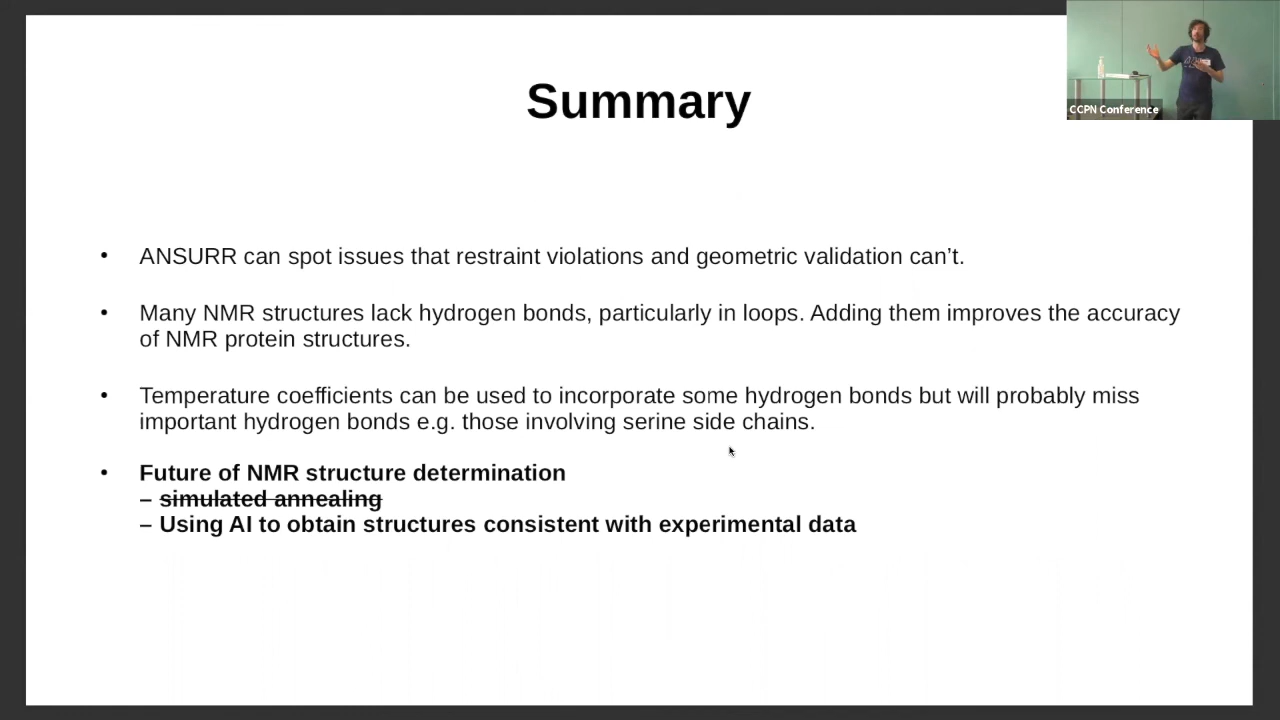 Summary
CCPN Conference
• ANSURR can spot issues that restraint violations and geometric validation can’t.
• Many NMR structures lack hydrogen bonds, particularly in loops. Adding them improves the accuracy
of NMR protein structures.
• Temperature coefficients can be used to incorporate some hydrogen bonds but will probably miss
important hydrogen bonds e.g. those involving serine side chains.
• Future of NMR structure determination
– simulated annealing
– Using AI to obtain structures consistent with experimental data